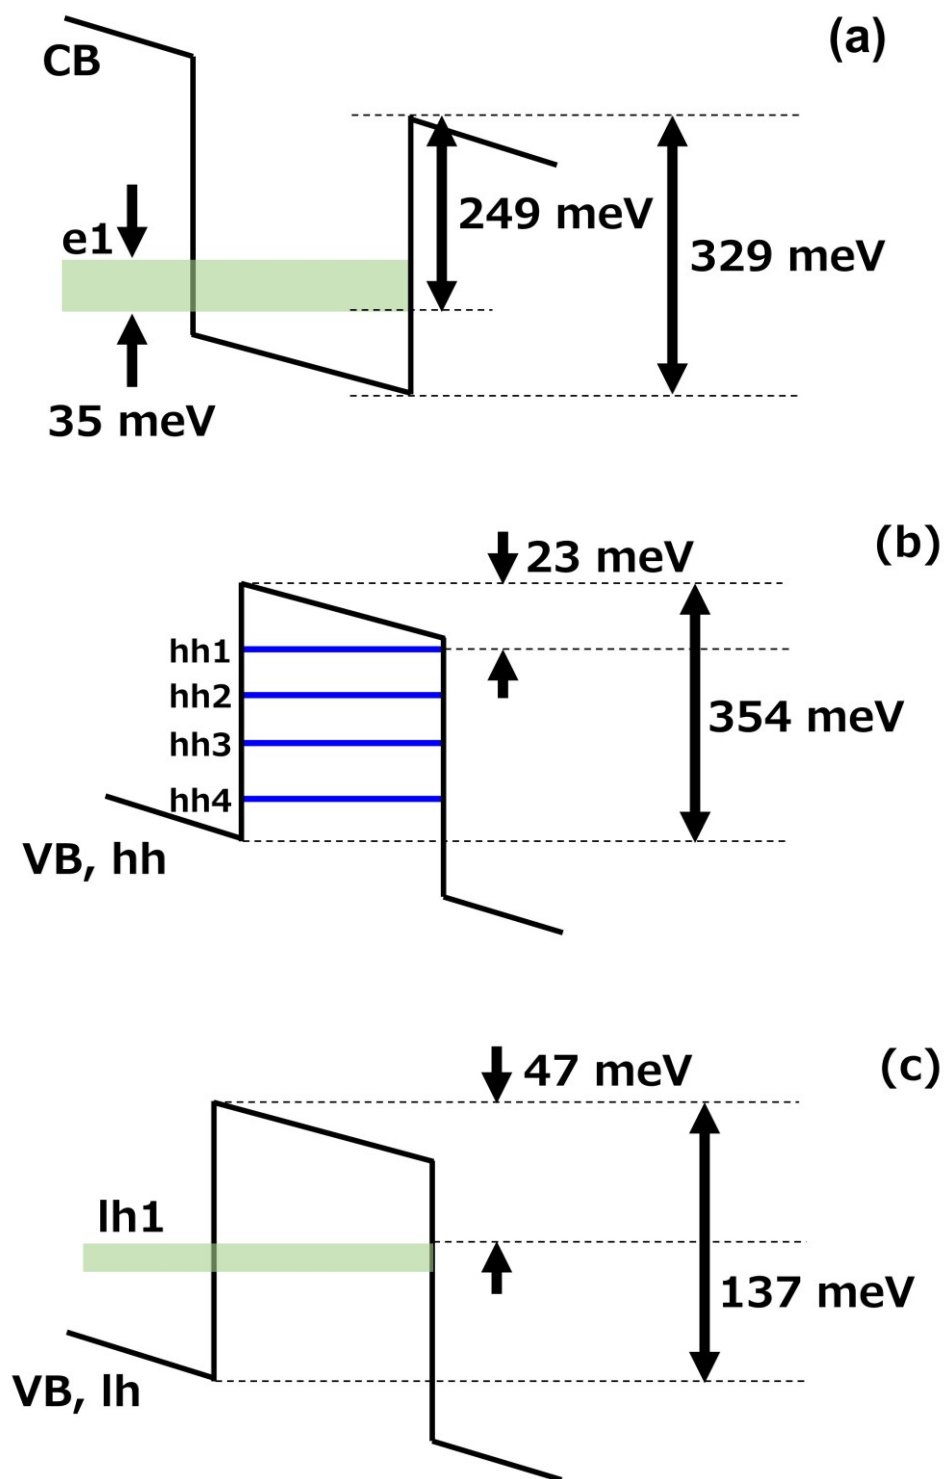 (a)
CB
249 meV
e1
329 meV
35 meV
(b)
23 meV
hh1
hh2
hh3
354 meV
hh4
VB, hh
(c)
47 meV
lh1
137 meV
VB, lh